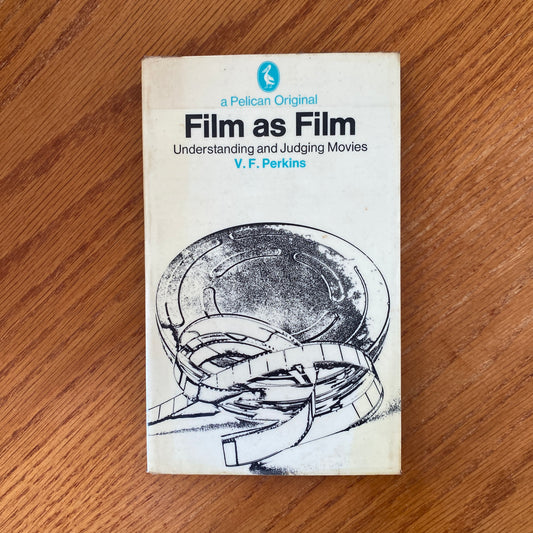 a Pelican Original
Film as Film
Understanding and Judging Movies
V. F. Perkins